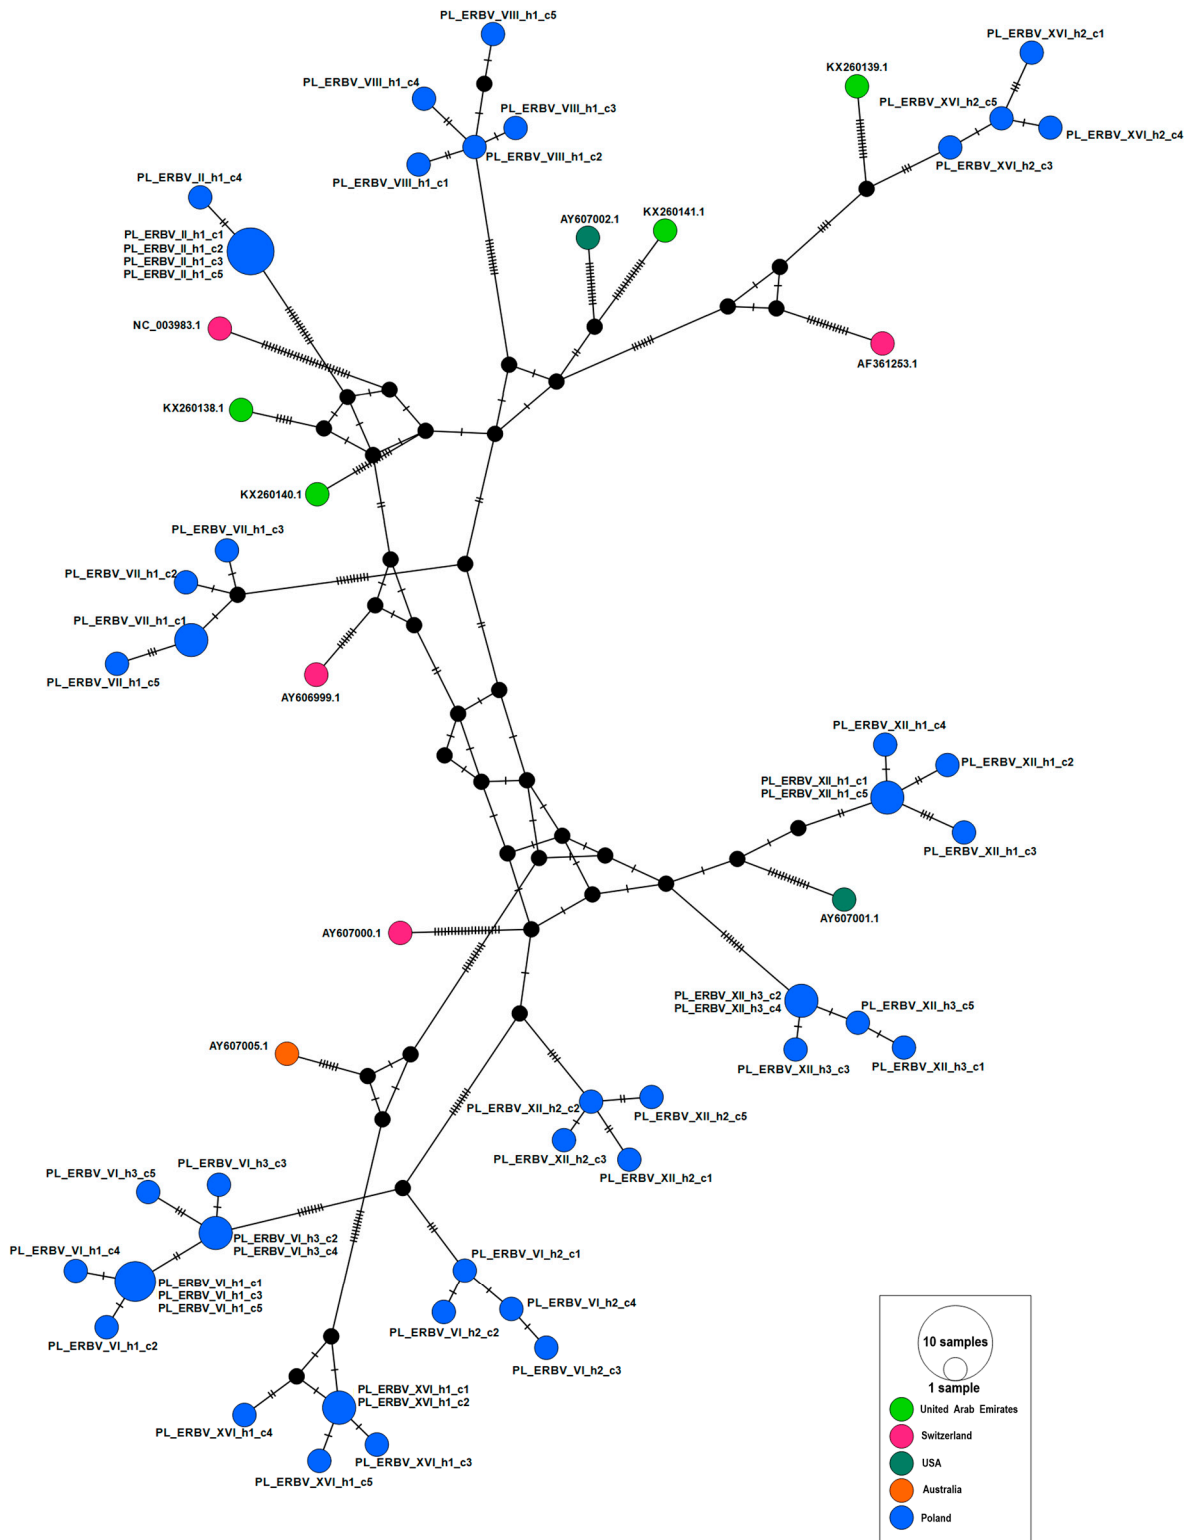 PL_ERBV_VIII_h1_c5
PL_ERBV_XVI_h2_c1
KX260139.1
PL_ERBV_VIII_h1_c4
PL_ERBV_XVI_h2_c5
PL_ERBV_VIII_h1_c3
PL_ERBV_XVI_h2_c4
PL_ERBV_VIII_h1_c2
PL_ERBV_XVI_h2_c3
PL_ERBV_VIII_h1_c1
PL_ERBV_II_h1_c4
KX260141.1
AY607002.1
PL_ERBV_II_h1_c1
PL_ERBV_II_h1_c2
PL_ERBV_II_h1_c3
PL_ERBV_II_h1_c5
NC_003983.1
AF361253.1
KX260138.1
KX260140.1
PL_ERBV_VII_h1_c3
PL_ERBV_VII_h1_c2
PL_ERBV_VII_h1_c1
PL_ERBV_VII_h1_c5
AY606999.1
PL_ERBV_XII_h1_c4
PL_ERBV_XII_h1_c2
PL_ERBV_XII_h1_c1
PL_ERBV_XII_h1_c5
PL_ERBV_XII_h1_c3
AY607001.1
AY607000.1
PL_ERBV_XII_h3_c2
PL_ERBV_XII_h3_c4
PL_ERBV_XII_h3_c5
AY607005.1
PL_ERBV_XII_h3_c3
PL_ERBV_XII_h3_c1
PL_ERBV_XII_h2_c2
PL_ERBV_XII_h2_c5
PL_ERBV_XII_h2_c3
PL_ERBV_XII_h2_c1
PL_ERBV_VI_h3_c3
PL_ERBV_VI_h3_c5
PL_ERBV_VI_h3_c2
PL_ERBV_VI_h3_c4
PL_ERBV_VI_h1_c4
PL_ERBV_VI_h2_c1
PL_ERBV_VI_h1_c1
PL_ERBV_VI_h1_c3
PL_ERBV_VI_h1_c5
PL_ERBV_VI_h2_c4
PL_ERBV_VI_h2_c2
PL_ERBV_VI_h1_c2
PL_ERBV_VI_h2_c3
PL_ERBV_XVI_h1_c1
PL_ERBV_XVI_h1_c2
PL_ERBV_XVI_h1_c4
PL_ERBV_XVI_h1_c3
PL_ERBV_XVI_h1_c5
10 samples
1 sample
United Arab Emirates
Switzerland
USA
Australia
Poland